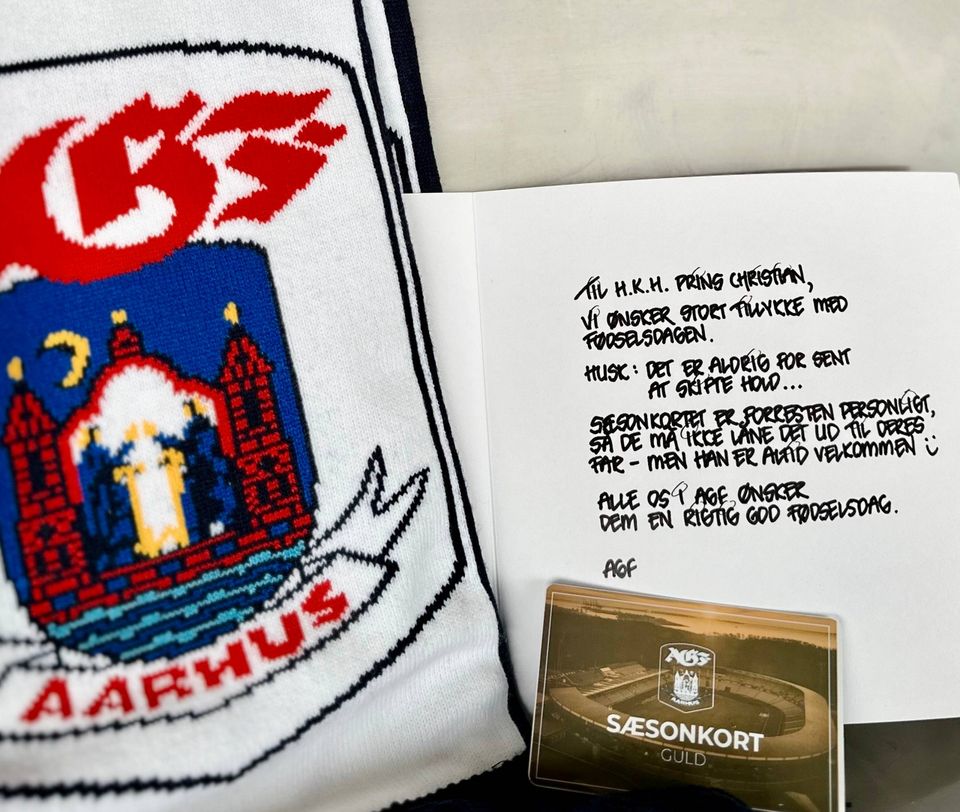 AGF
AARHUS
TIL H.K.H. PRINS CHRISTIAN,
VI ØNSKER STORT TILLYKKE MED
FØDSELSDAGEN.
HUSK: DET ER ALDRIG FOR SENT
AT SKIFTE HOLD...
SÆSONKORTET ER FORRESTEN PERSONLIGT,
SÅ DE MÅ IKKE LÅNE DET UD TIL DERES
FAR - MEN HAN ER ALTID VELKOMMEN :)
ALLE OS I AGF ØNSKER
DEM EN RIGTIG GOD FØDSELSDAG.
AGF
AGF
AARHUS
SÆSONKORT
GULD